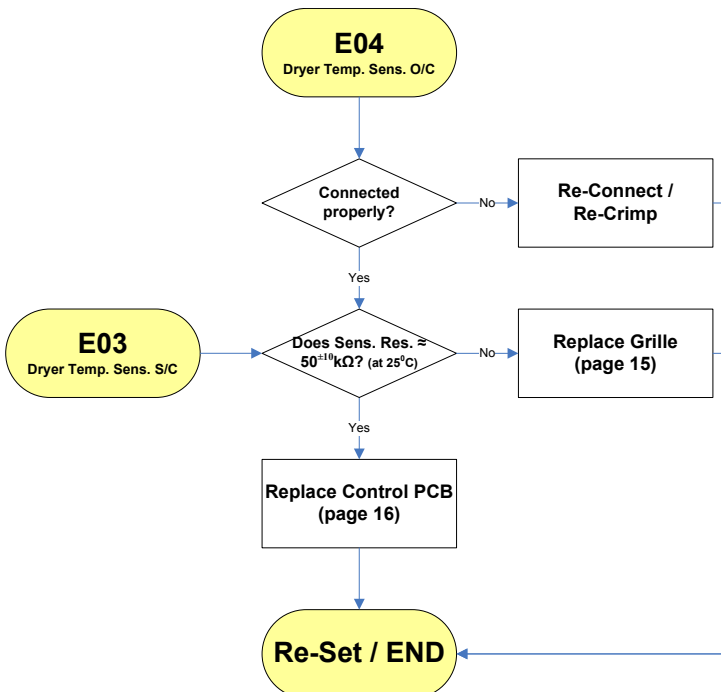 E04
Dryer Temp. Sens. O/C
Connected
properly?
No
Re-Connect /
Re-Crimp
Yes
E03
Dryer Temp. Sens. S/C
Does Sens. Res. ≈
50±10kΩ? (at 25⁰C)
No
Replace Grille
(page 15)
Yes
Replace Control PCB
(page 16)
Re-Set / END